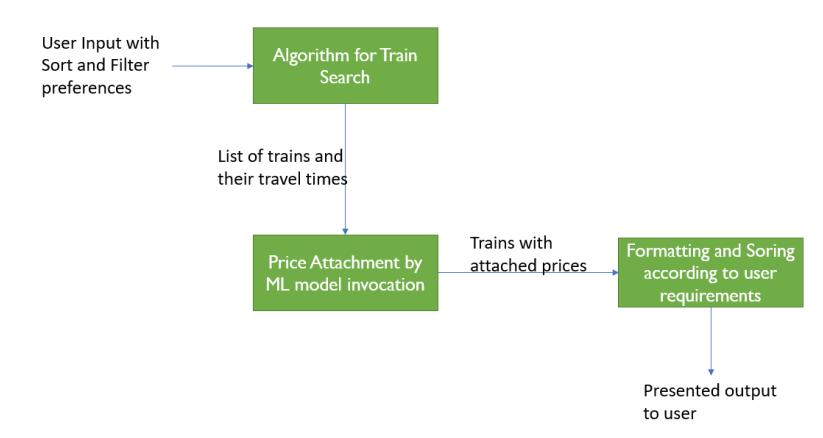 User Input with
Sort and Filter
preferences
Algorithm for Train
Search
List of trains and
their travel times
Price Attachment by
ML model invocation
Trains with
attached prices
Formatting and Soring
according to user
requirements
Presented output
to user